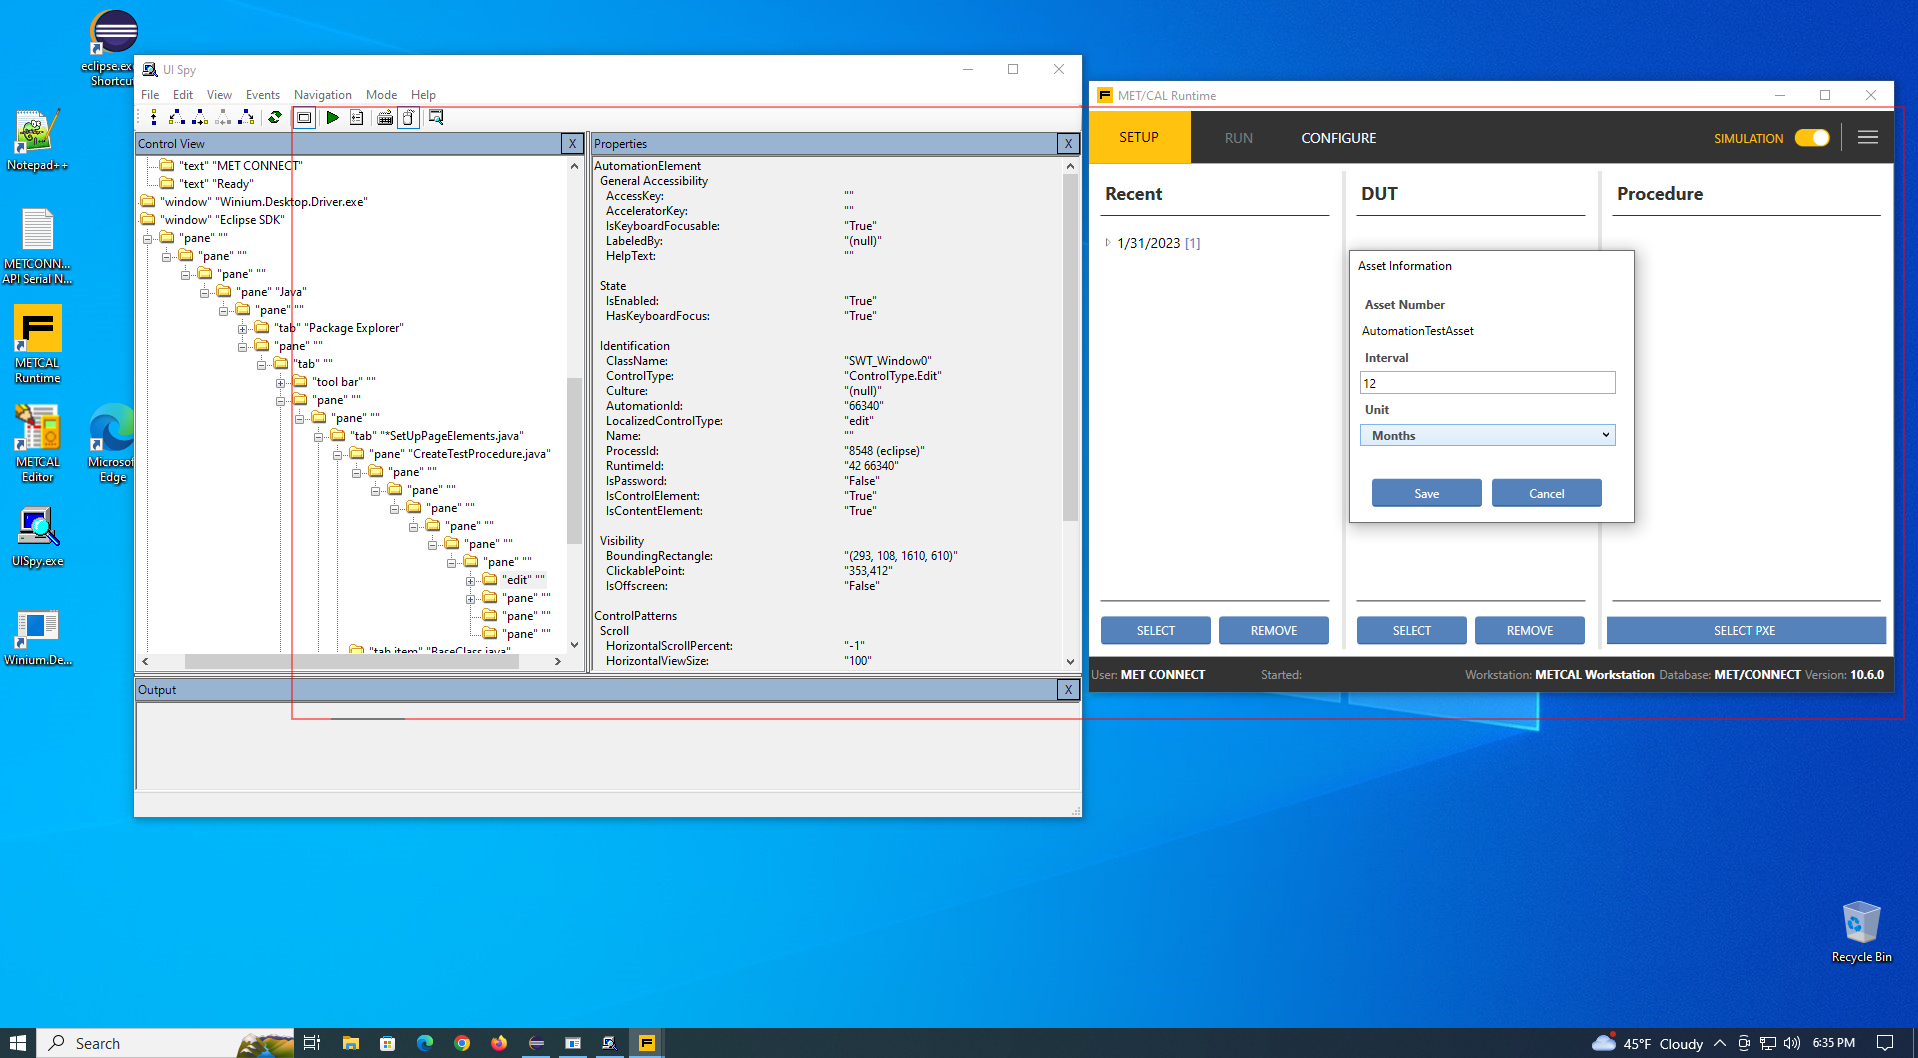 eclipse.exe
Shortcut
Notepad++
METCONN...
API Serial N...
METCAL
Runtime
METCAL
Editor
Microsof
Edge
UISpy.exe
Winium.De...
Recycle Bin
UI Spy
File Edit View Events Navigation Mode Help
Control View X
"text" "MET CONNECT"
"text" "Ready"
"window" "Winium.Desktop.Driver.exe"
"window" "Eclipse SDK"
"pane" ""
"pane" ""
"pane" ""
"pane" "Java"
"pane" ""
"tab" "Package Explorer"
"pane" ""
"tab" ""
"tool bar" ""
"pane" ""
"pane" ""
"tab" "*SetUpPageElements.java"
"pane" "CreateTestProcedure.java"
"pane" ""
"pane" ""
"pane" ""
"pane" ""
"pane" ""
"pane" ""
"edit" ""
"pane" ""
"pane" ""
"pane" ""
"tab item" "BaseClass.java"
Properties X
AutomationElement
General Accessibility
AccessKey: ""
AcceleratorKey: ""
IsKeyboardFocusable: "True"
LabeledBy: "(null)"
HelpText: ""
State
IsEnabled: "True"
HasKeyboardFocus: "True"
Identification
ClassName: "SWT_Window0"
ControlType: "ControlType.Edit"
Culture: "(null)"
AutomationId: "66340"
LocalizedControlType: "edit"
Name: ""
ProcessId: "8548 (eclipse)"
RuntimeId: "42 66340"
IsPassword: "False"
IsControlElement: "True"
IsContentElement: "True"
Visibility
BoundingRectangle: "(293, 108, 1610, 610)"
ClickablePoint: "353,412"
IsOffscreen: "False"
ControlPatterns
Scroll
HorizontalScrollPercent: "-1"
HorizontalViewSize: "100"
Output X
MET/CAL Runtime
SETUP RUN CONFIGURE SIMULATION
Recent DUT Procedure
1/31/2023 [1]
Asset Information
Asset Number
AutomationTestAsset
Interval
12
Unit
Months
Save Cancel
SELECT REMOVE SELECT REMOVE SELECT PXE
User: MET CONNECT Started: Workstation: METCAL Workstation Database: MET/CONNECT Version: 10.6.0
Search 45°F Cloudy 6:35 PM